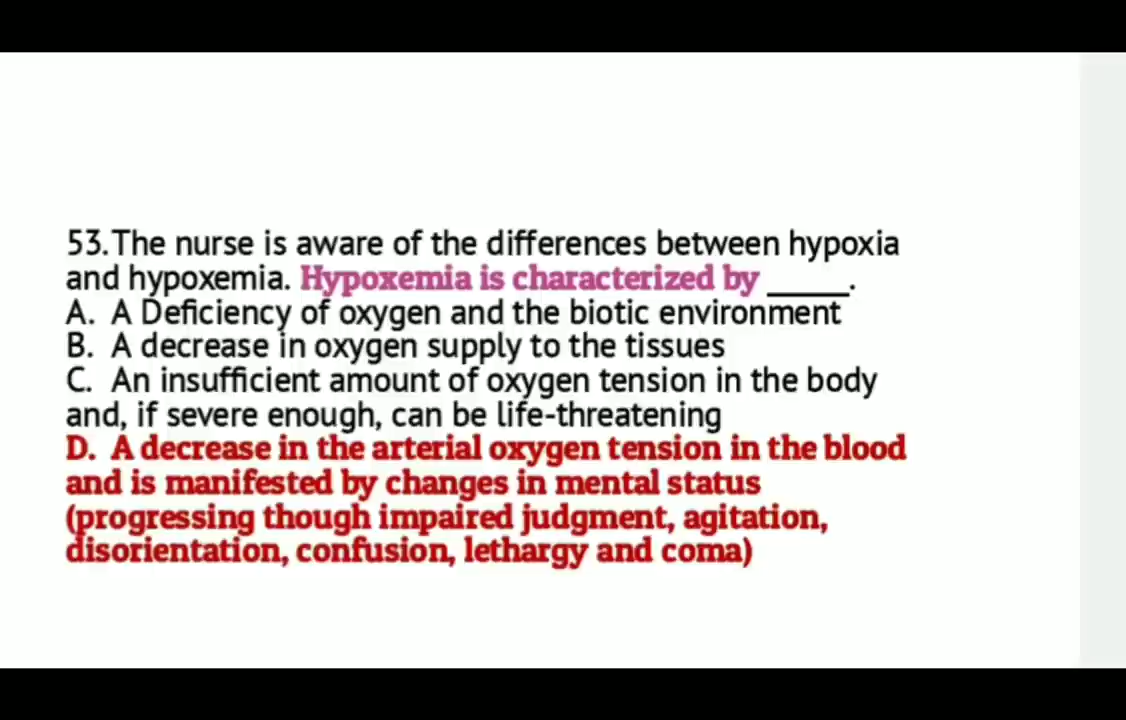 53.The nurse is aware of the differences between hypoxia
and hypoxemia. Hypoxemia is characterized by _____.
A. A Deficiency of oxygen and the biotic environment
B. A decrease in oxygen supply to the tissues
C. An insufficient amount of oxygen tension in the body
and, if severe enough, can be life-threatening
D. A decrease in the arterial oxygen tension in the blood
and is manifested by changes in mental status
(progressing though impaired judgment, agitation,
disorientation, confusion, lethargy and coma)